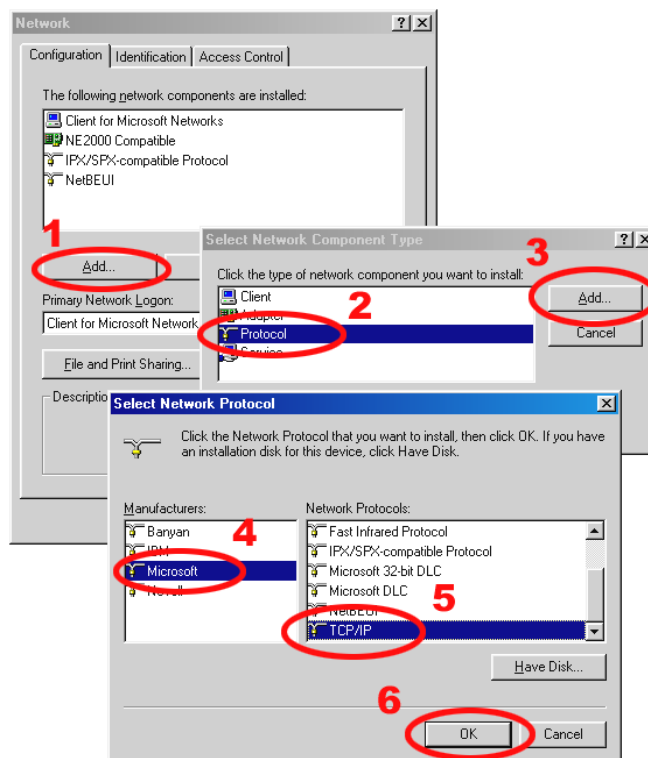 Network
Configuration Identification Access Control
The following network components are installed:
Client for Microsoft Networks
NE2000 Compatible
IPX/SPX-compatible Protocol
NetBEUI
1
Add...
Primary Network Logon:
Client for Microsoft Network
File and Print Sharing...
Descriptio
Select Network Component Type
3
Click the type of network component you want to install:
2
Client
Adapter
Protocol
Service
Add...
Cancel
Select Network Protocol
Click the Network Protocol that you want to install, then click OK. If you have
an installation disk for this device, click Have Disk.
Manufacturers:
4
Banyan
IBM
Microsoft
Novell
Network Protocols:
Fast Infrared Protocol
IPX/SPX-compatible Protocol
Microsoft 32-bit DLC
Microsoft DLC
5
NetBEUI
TCP/IP
Have Disk...
6
OK
Cancel